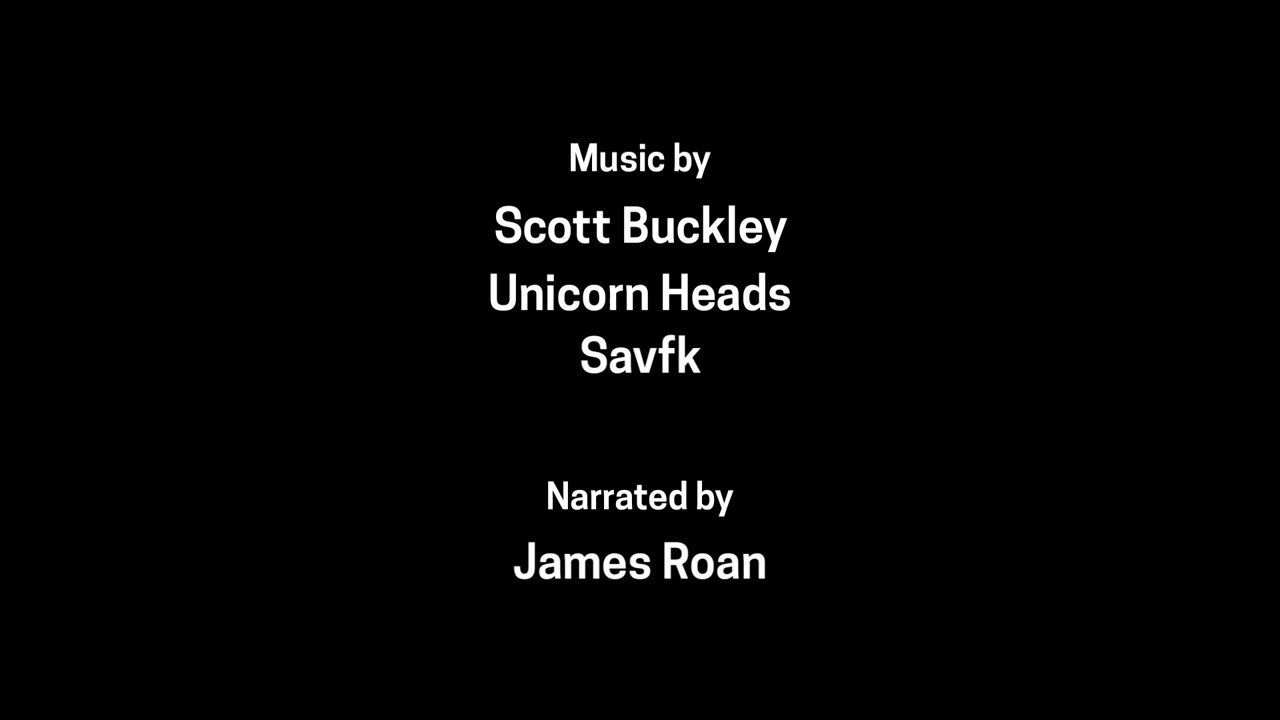 Music by
Scott Buckley
Unicorn Heads
Savfk
Narrated by
James Roan